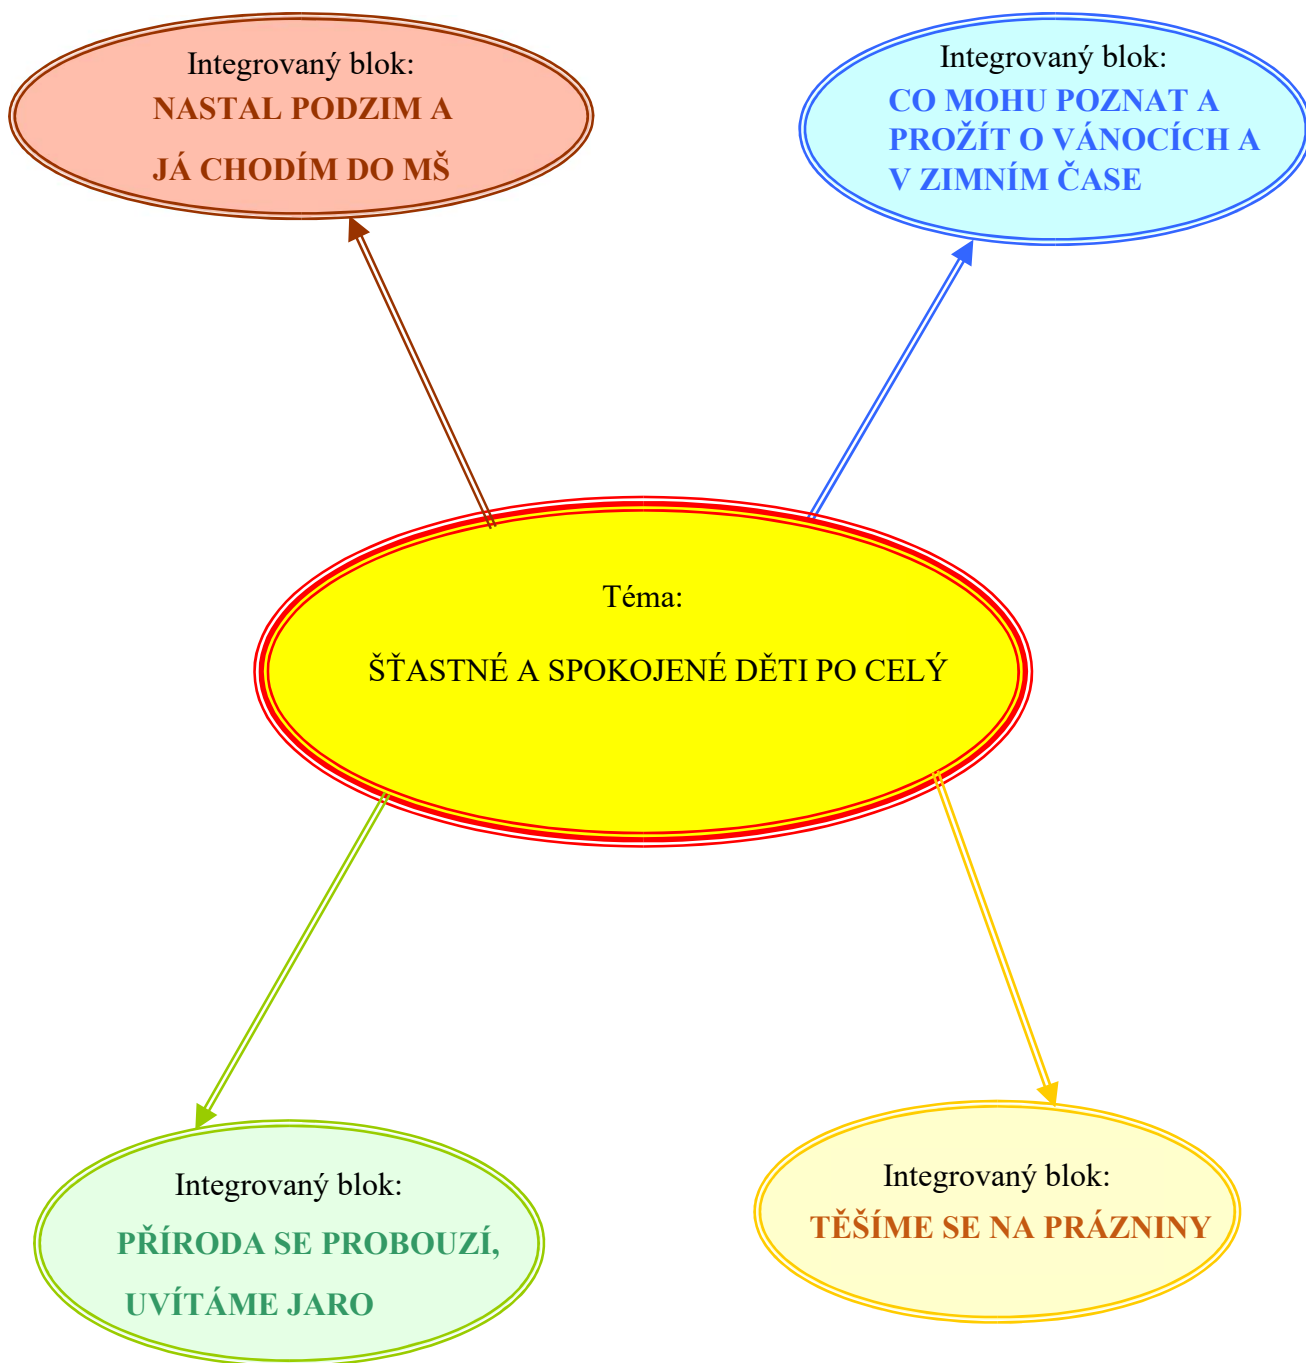 Integrovaný blok:
NASTAL PODZIM A
JÁ CHODÍM DO MŠ
Integrovaný blok:
CO MOHU POZNAT A
PROŽÍT O VÁNOCÍCH A
V ZIMNÍM ČASE
Téma:
ŠŤASTNÉ A SPOKOJENÉ DĚTI PO CELÝ
Integrovaný blok:
PŘÍRODA SE PROBOUZÍ,
UVÍTÁME JARO
Integrovaný blok:
TĚŠÍME SE NA PRÁZNINY